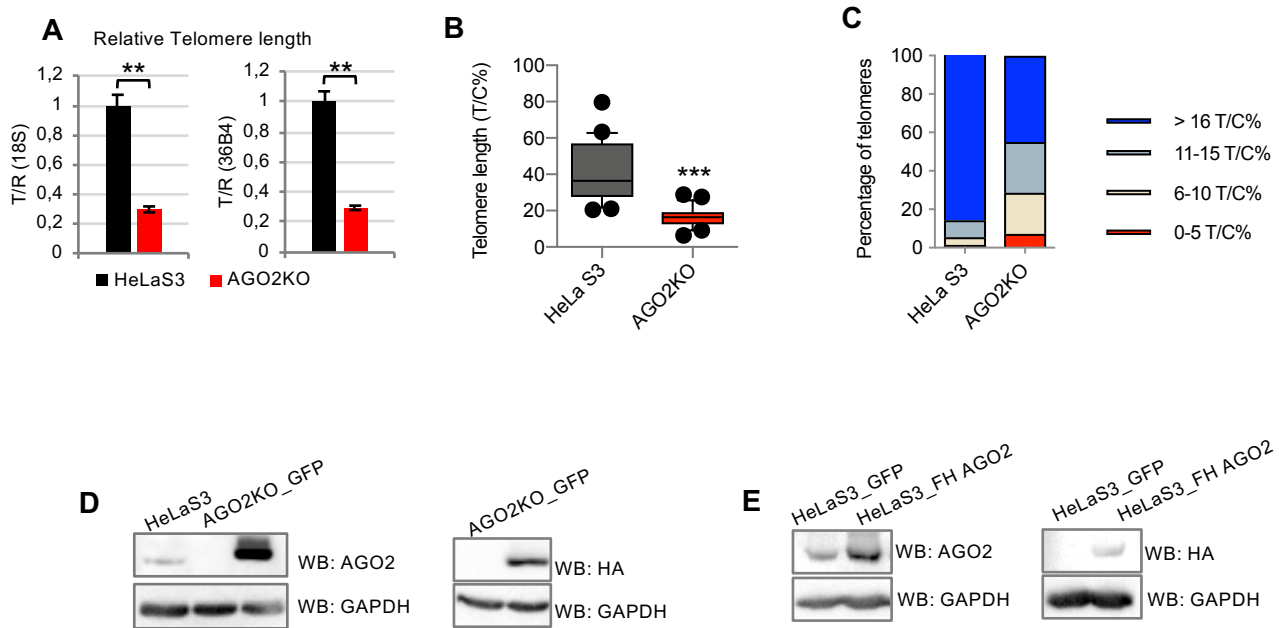 A
Relative Telomere length
T/R (18S)
1,2
1
0,8
0,6
0,4
0,2
0
**
T/R (36B4)
1,2
1
0,8
0,6
0,4
0,2
0
**
HeLaS3
AGO2KO
B
Telomere length (T/C%)
100
80
60
40
20
0
***
HeLa S3
AGO2KO
C
Percentage of telomeres
100
80
60
40
20
0
HeLa S3
AGO2KO
> 16 T/C%
11-15 T/C%
6-10 T/C%
0-5 T/C%
D
HeLaS3
AGO2KO_GFP
WB: AGO2
WB: GAPDH
AGO2KO_GFP
WB: HA
WB: GAPDH
E
HeLaS3_GFP
HeLaS3_FH AGO2
WB: AGO2
WB: GAPDH
HeLaS3_GFP
HeLaS3_FH AGO2
WB: HA
WB: GAPDH